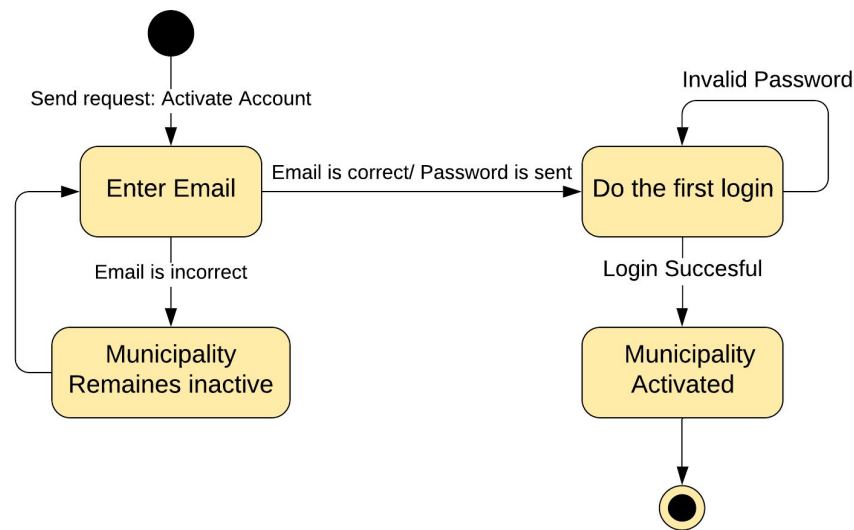 Invalid Password
Send request: Activate Account
Enter Email
Email is correct/ Password is sent
Do the first login
Email is incorrect
Login Succesful
Municipality
Remaines inactive
Municipality
Activated